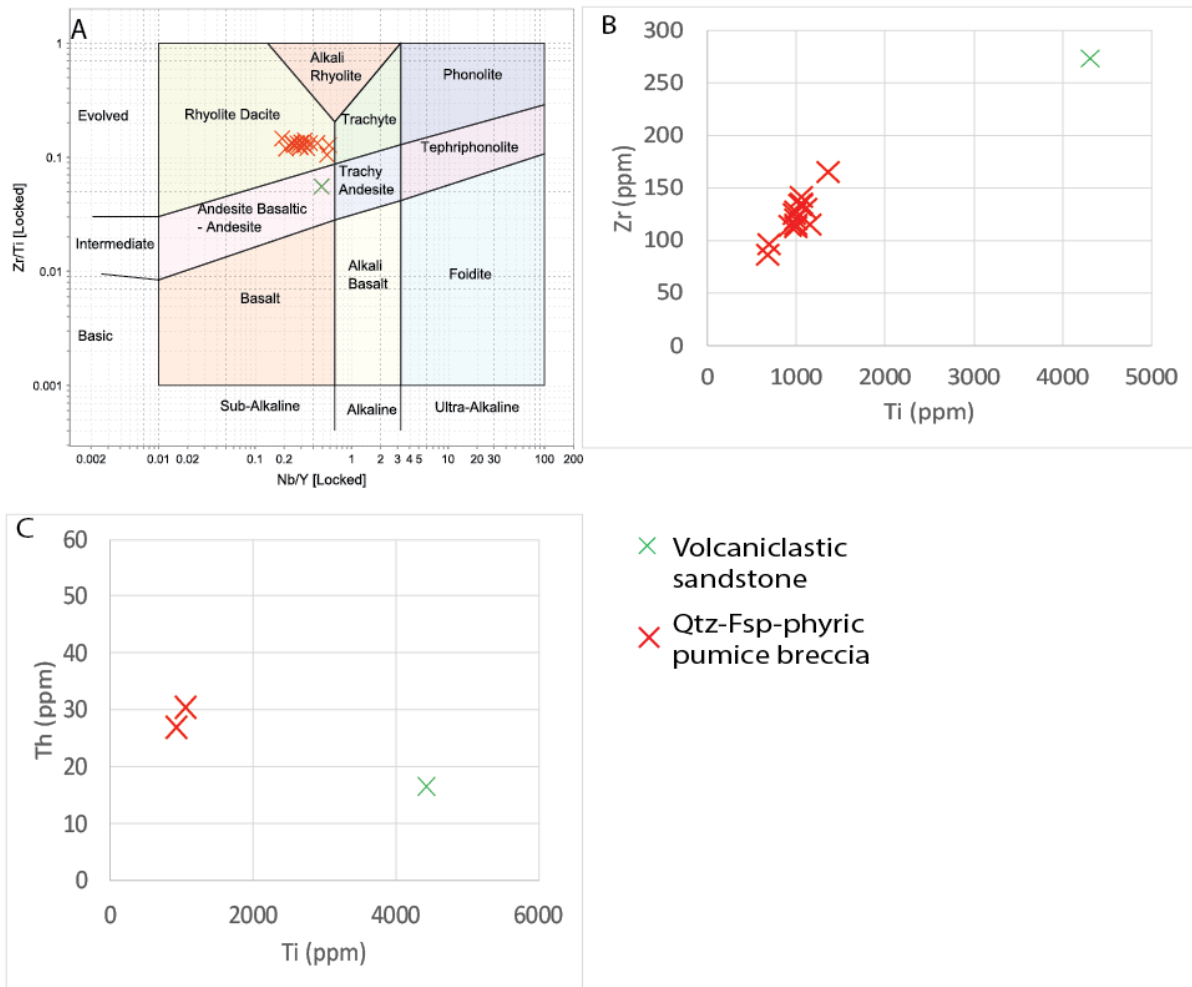 A
1
0.1
0.01
0.001
Zr/Ti [Locked]
Evolved
Intermediate
Basic
Alkali
Rhyolite
Phonolite
Rhyolite Dacite
Trachyte
Tephriphonolite
Trachy
Andesite
Andesite Basaltic
- Andesite
Alkali
Basalt
Foidite
Basalt
Sub-Alkaline
Alkaline
Ultra-Alkaline
0.002 0.01 0.02 0.1 0.2 1 2 3 4 5 10 20 30 100 200
Nb/Y [Locked]
B
300
250
200
150
100
50
0
Zr (ppm)
0 1000 2000 3000 4000 5000
Ti (ppm)
C
60
50
40
30
20
10
0
Th (ppm)
0 2000 4000 6000
Ti (ppm)
Volcaniclastic
sandstone
Qtz-Fsp-phyric
pumice breccia